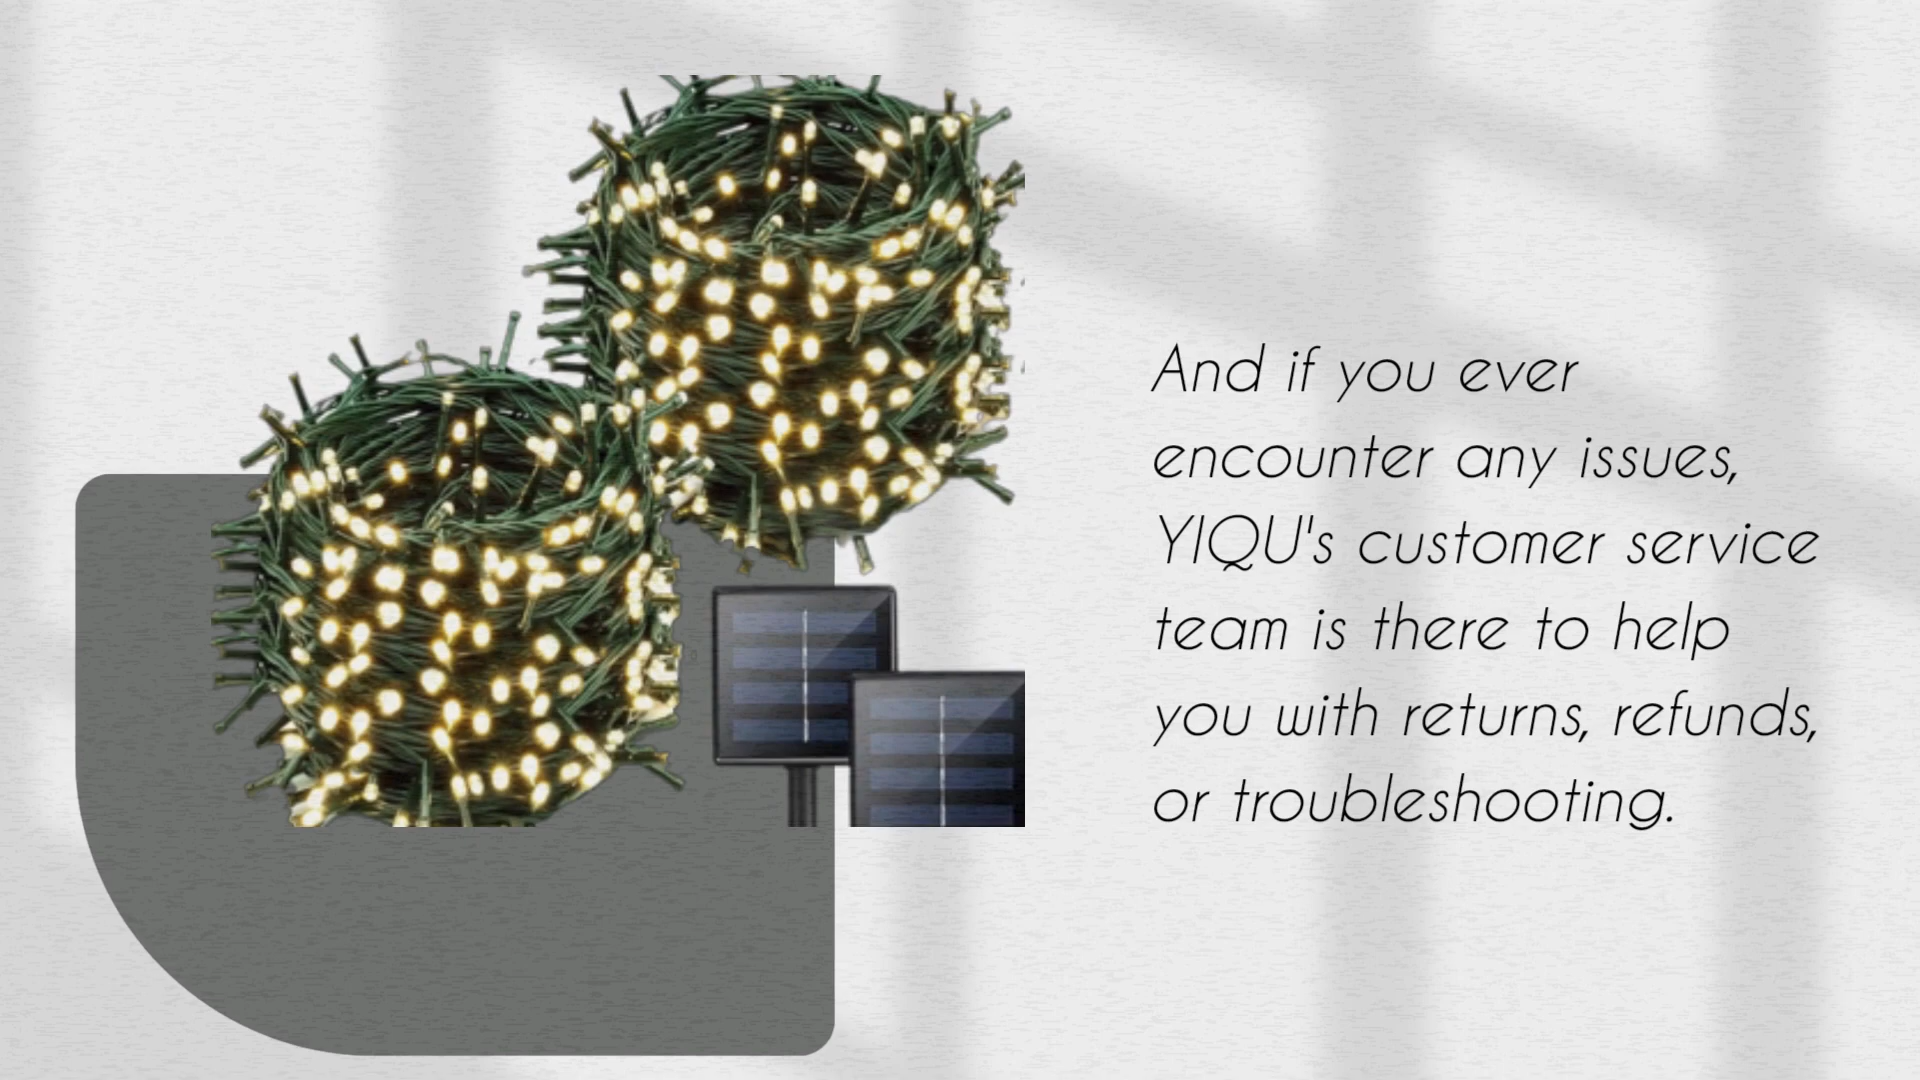 And if you ever
encounter any issues,
YIQU's customer service
team is there to help
you with returns, refunds,
or troubleshooting.